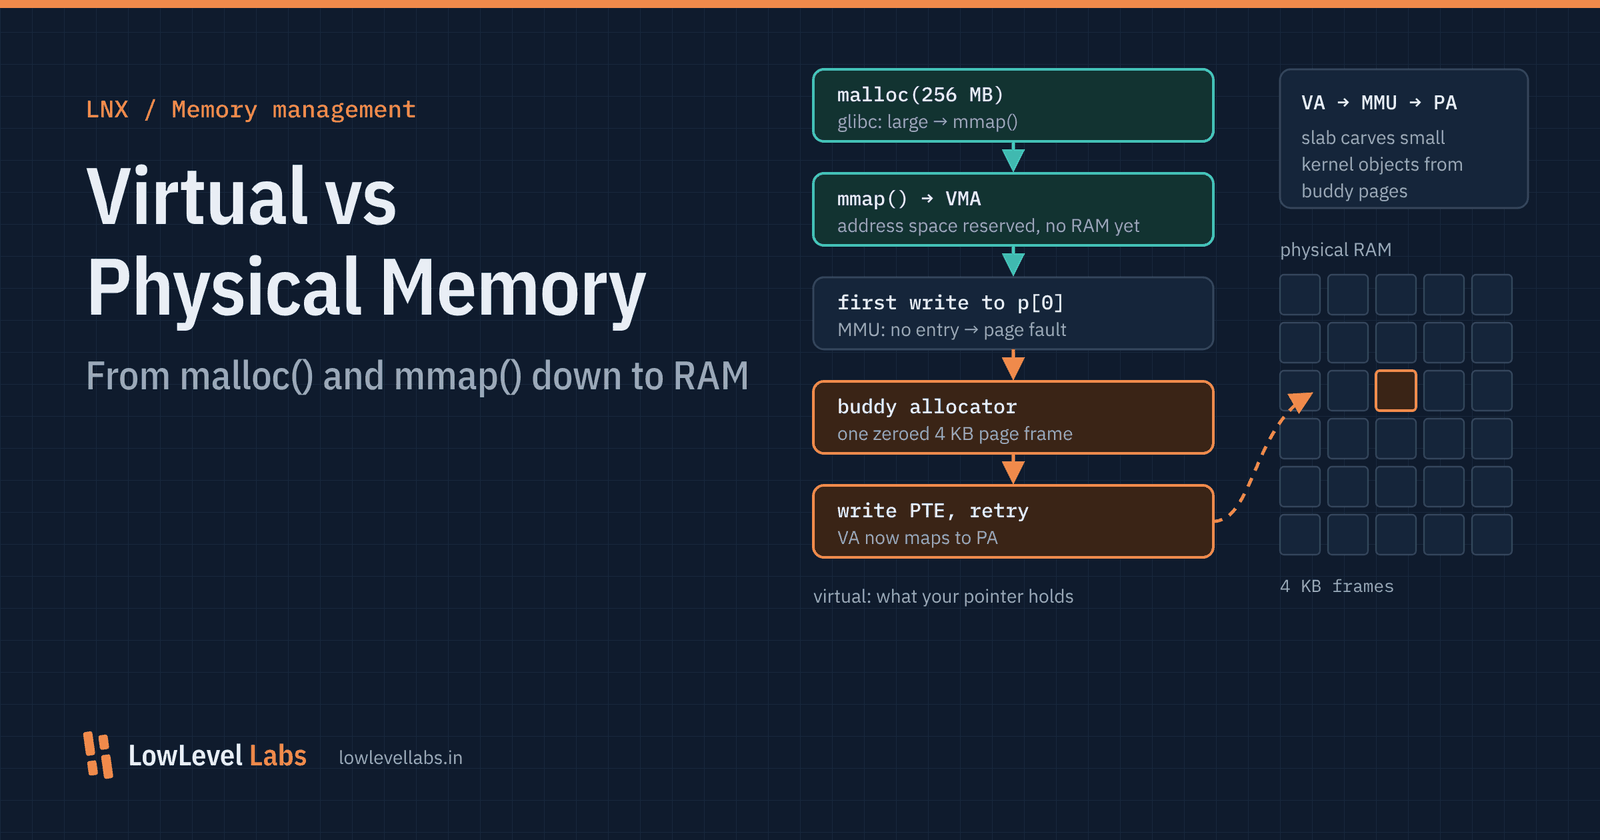 LNX / Memory management
Virtual vs
Physical Memory
From malloc() and mmap() down to RAM
malloc(256 MB)
glibc: large → mmap()
mmap() → VMA
address space reserved, no RAM yet
first write to p[0]
MMU: no entry → page fault
buddy allocator
one zeroed 4 KB page frame
write PTE, retry
VA now maps to PA
virtual: what your pointer holds
VA → MMU → PA
slab carves small
kernel objects from
buddy pages
physical RAM
4 KB frames
LowLevel Labs
lowlevellabs.in